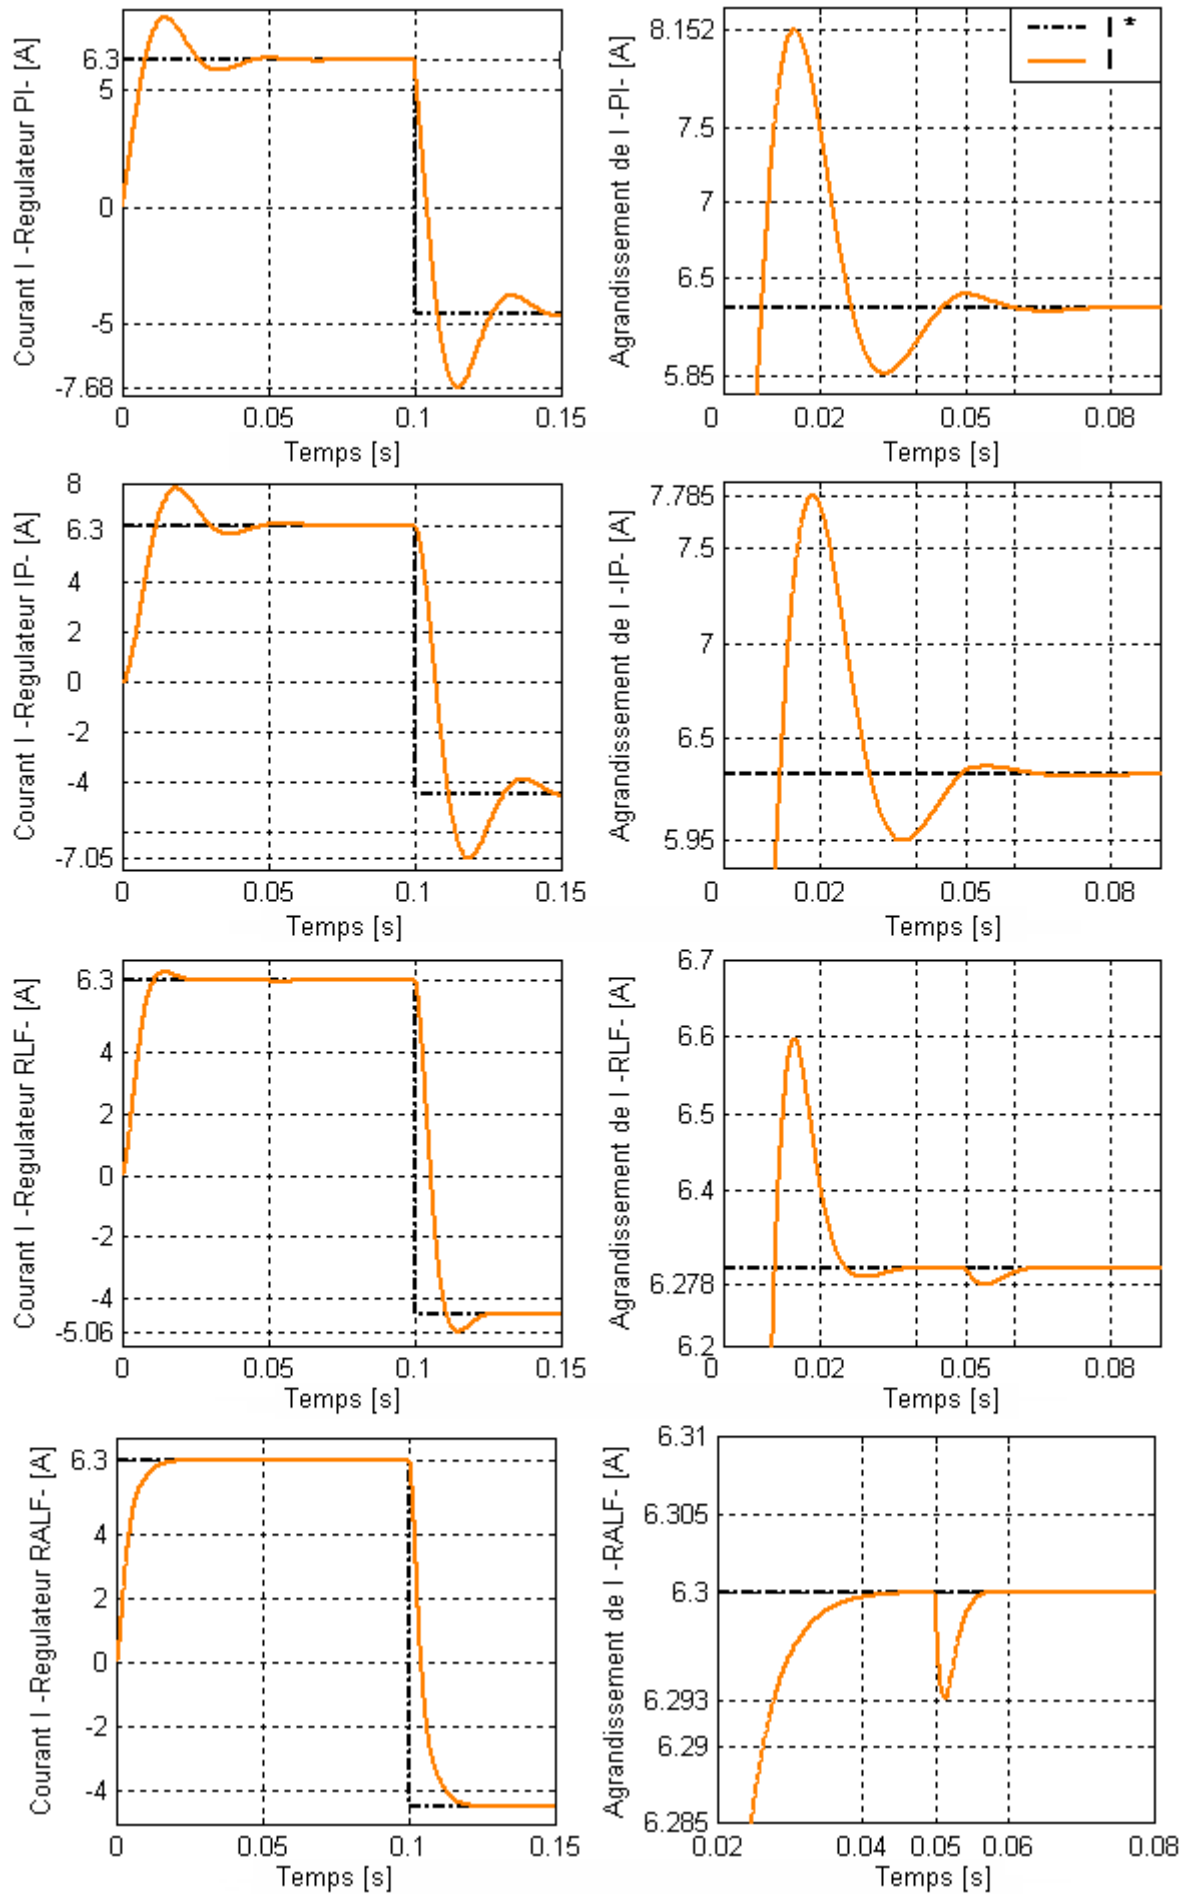 Courant I -Regulateur PI- [A]
6.3
5
0
-5
-7.68
0 0.05 0.1 0.15
Temps [s]
Agrandissement de I -PI- [A]
8.152
7.5
7
6.5
5.85
0 0.02 0.05 0.08
Temps [s]
I*
I
Courant I -Regulateur IP- [A]
8
6.3
4
2
0
-2
-4
-7.05
0 0.05 0.1 0.15
Temps [s]
Agrandissement de I -IP- [A]
7.785
7.5
7
6.5
5.95
0 0.02 0.05 0.08
Temps [s]
Courant I -Regulateur RLF- [A]
6.3
4
2
0
-2
-4
-5.06
0 0.05 0.1 0.15
Temps [s]
Agrandissement de I -RLF- [A]
6.7
6.6
6.5
6.4
6.278
6.2
0 0.02 0.05 0.08
Temps [s]
Courant I -Regulateur RALF- [A]
6.3
4
2
0
-2
-4
0 0.05 0.1 0.15
Temps [s]
Agrandissement de I -RALF- [A]
6.31
6.305
6.3
6.293
6.29
6.285
0.02 0.04 0.05 0.06 0.08
Temps [s]